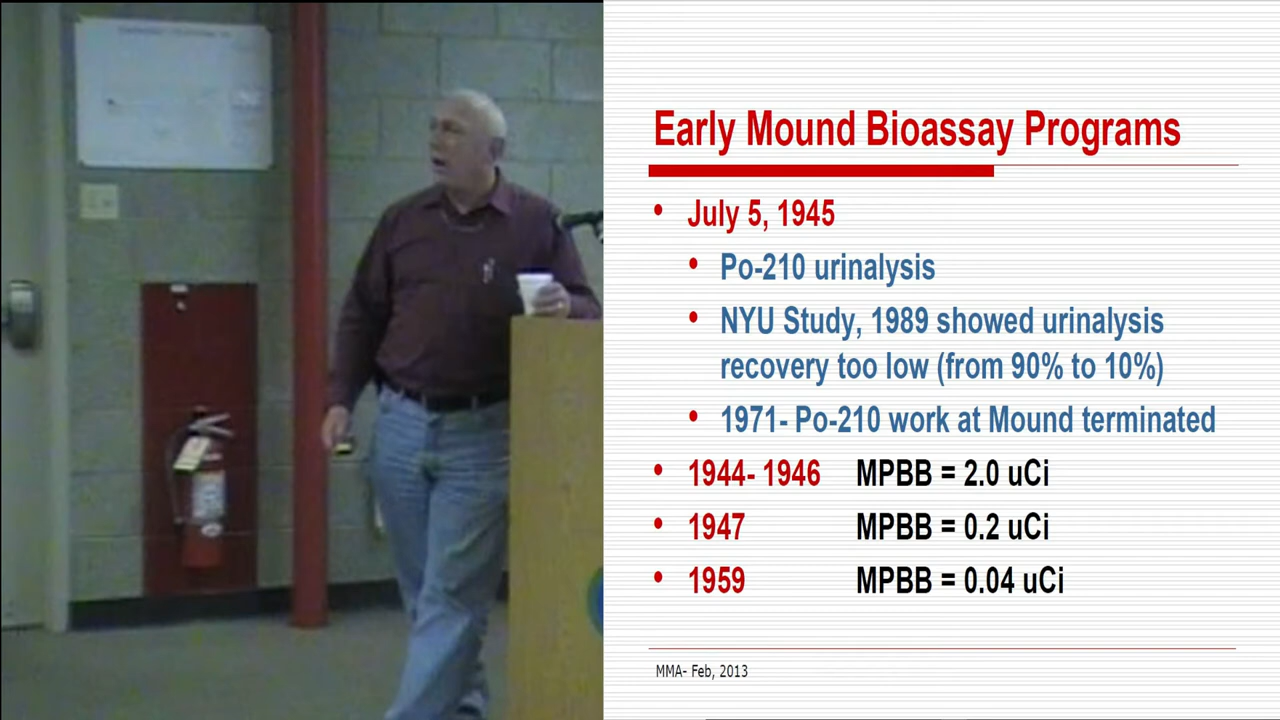 Early Mound Bioassay Programs
• July 5, 1945
• Po-210 urinalysis
• NYU Study, 1989 showed urinalysis
recovery too low (from 90% to 10%)
• 1971- Po-210 work at Mound terminated
• 1944- 1946 MPBB = 2.0 uCi
• 1947 MPBB = 0.2 uCi
• 1959 MPBB = 0.04 uCi
MMA- Feb, 2013